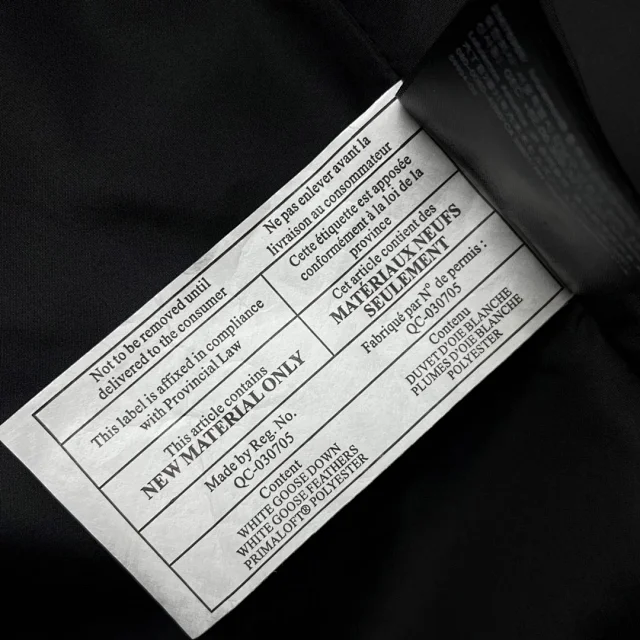 Not to be removed until
delivered to the consumer
Ne pas enlever avant la
livraison au consommateur
This label is affixed in compliance
with Provincial Law
Cette étiquette est apposée
conformément à la loi de la
province
This article contains
NEW MATERIAL ONLY
Cet article contient des
MATÉRIAUX NEUFS
SEULEMENT
Made by Reg. No.
QC-030705
Fabriqué par N° de permis :
QC-030705
Content
WHITE GOOSE DOWN
WHITE GOOSE FEATHERS
PRIMALOFT® POLYESTER
Contenu
DUVET D'OIE BLANCHE
PLUMES D'OIE BLANCHE
POLYESTER